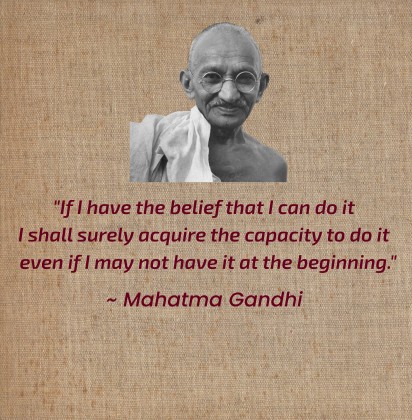 "If I have the belief that I can do it
I shall surely acquire the capacity to do it
even if I may not have it at the beginning."
~ Mahatma Gandhi